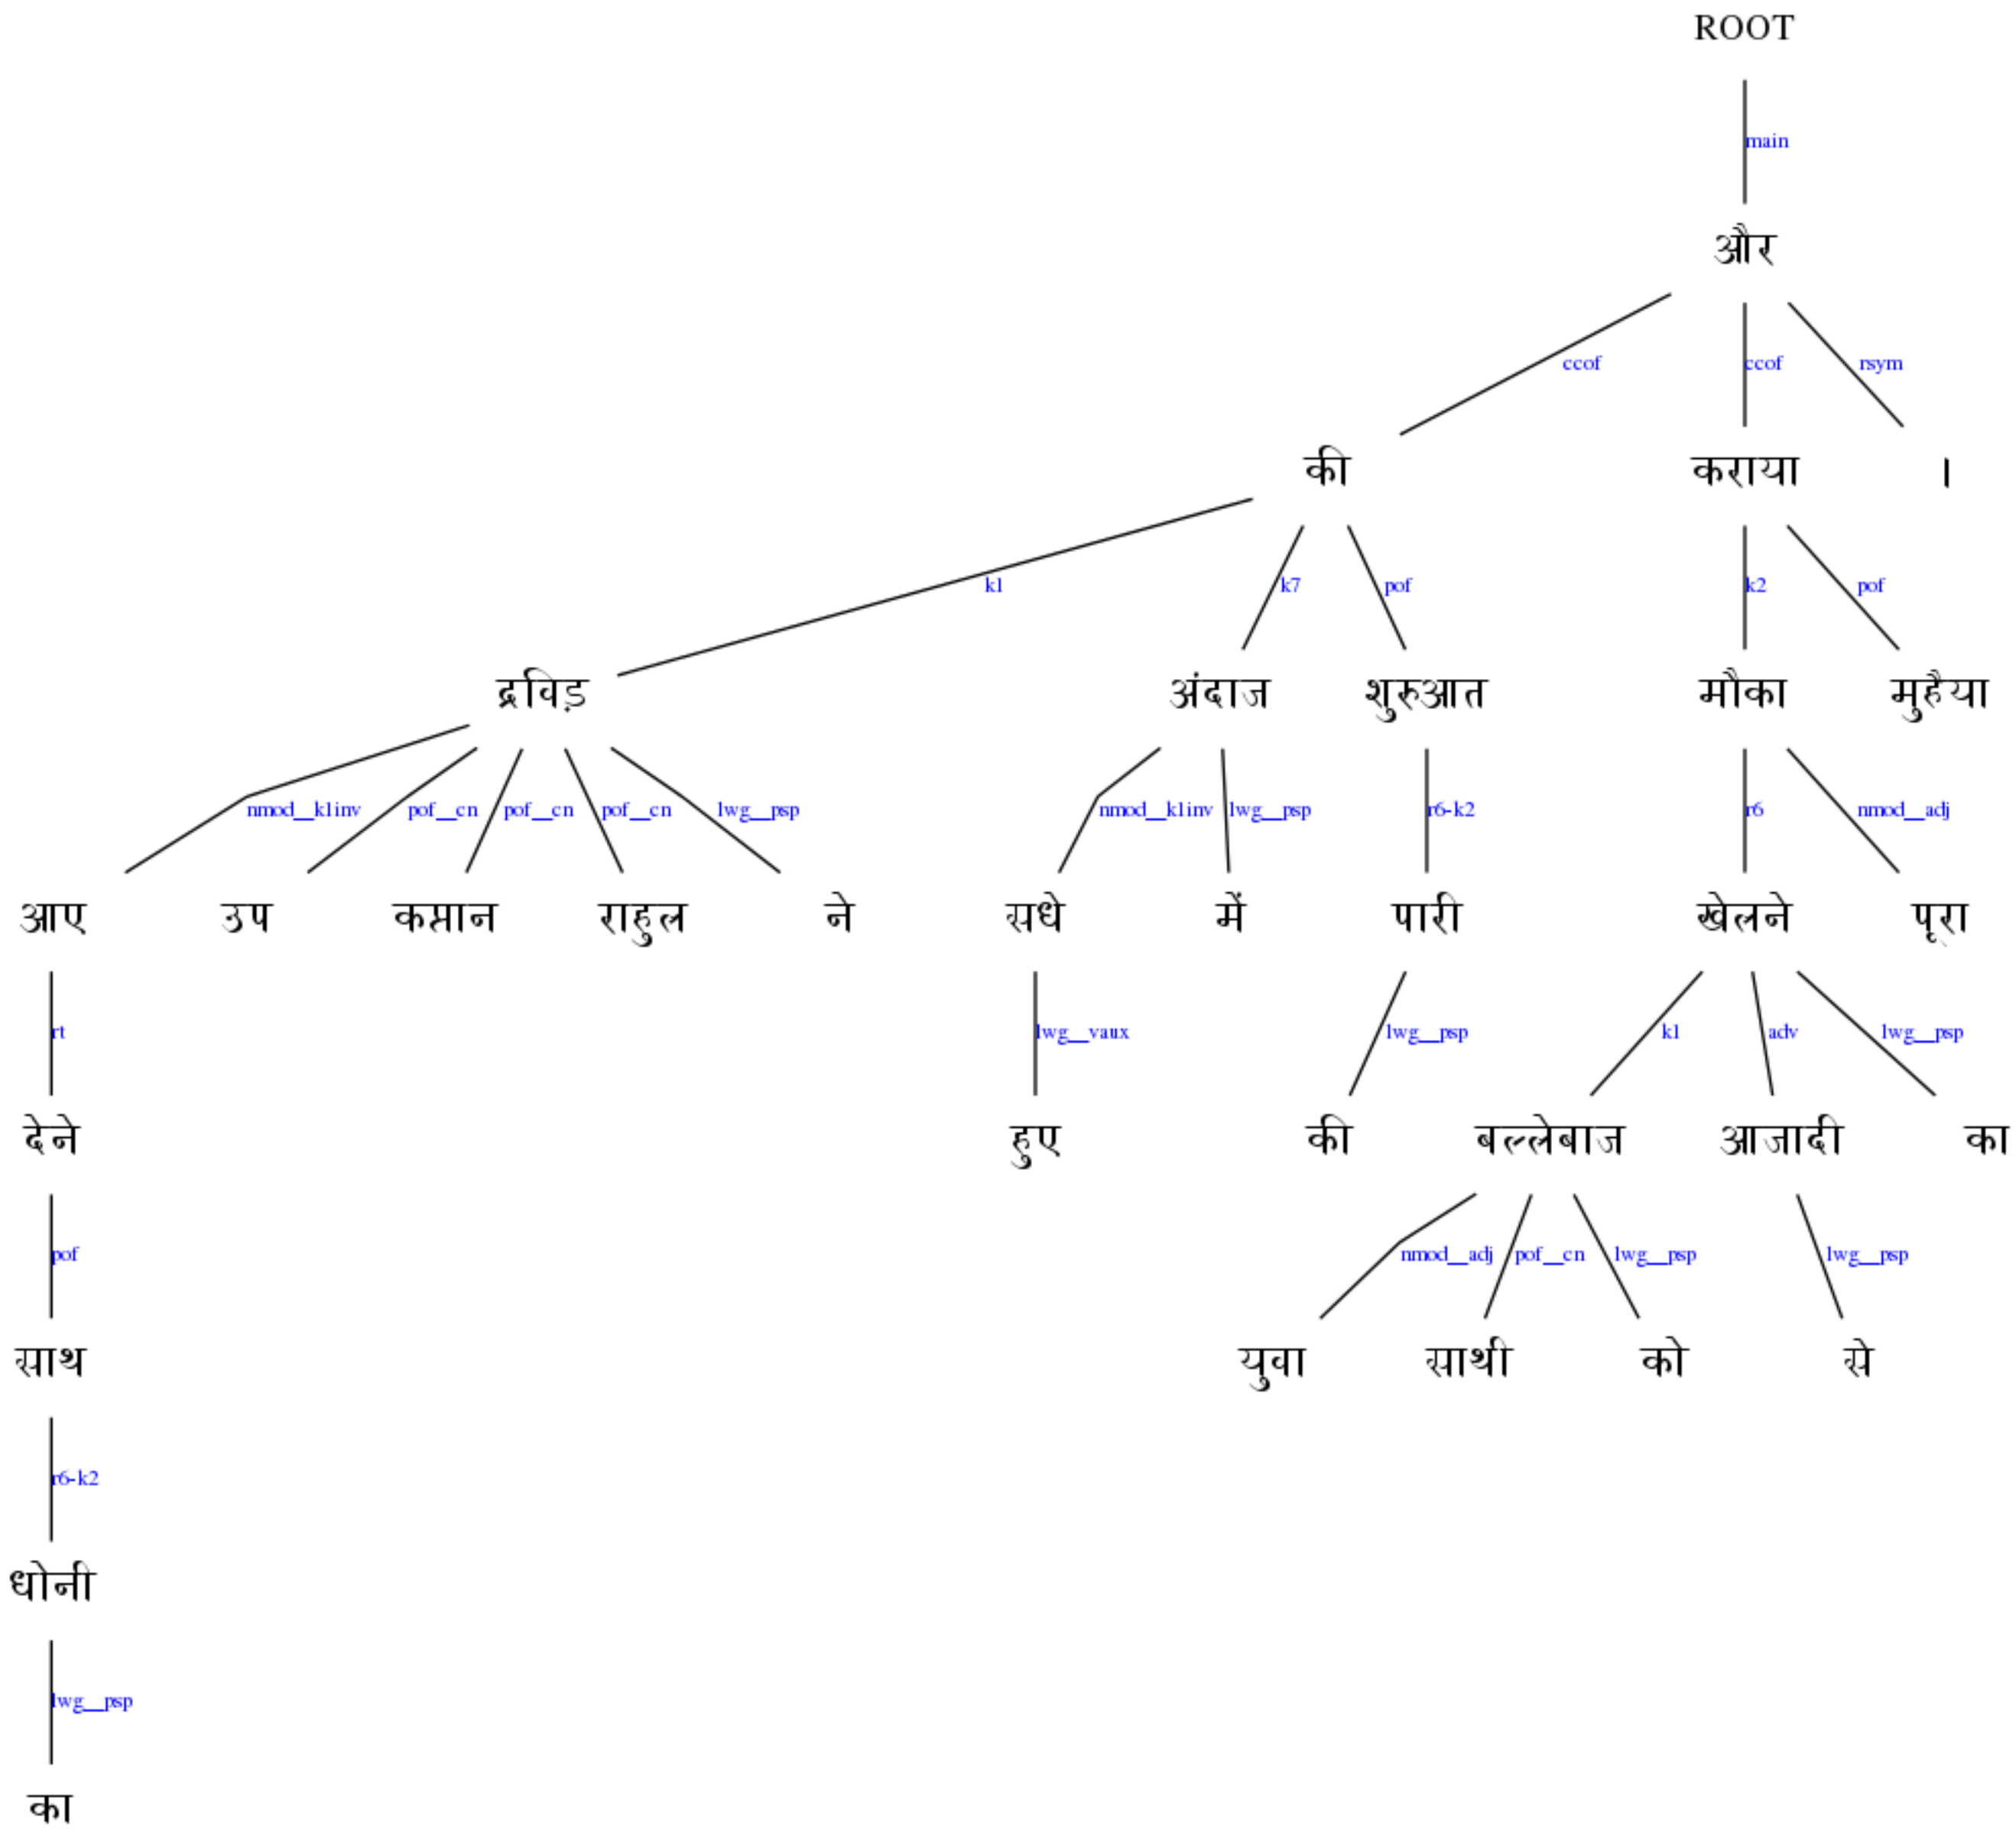 ROOT
main
और
ccof ccof rsym
की कराया ।
k1 k7 pof k2 pof
द्रविड़ अंदाज शुरुआत मौका मुहैया
nmod__k1inv pof__cn pof__cn pof__cn lwg__psp nmod__k1inv lwg__psp r6-k2 r6 nmod__adj
आए उप कप्तान राहुल ने सधे में पारी खेलने पूरा
rt lwg__vaux lwg__psp k1 adv lwg__psp
देने हुए की बल्लेबाज आजादी का
pof nmod__adj pof__cn lwg__psp lwg__psp
साथ युवा साथी को से
r6-k2
धोनी
lwg__psp
का